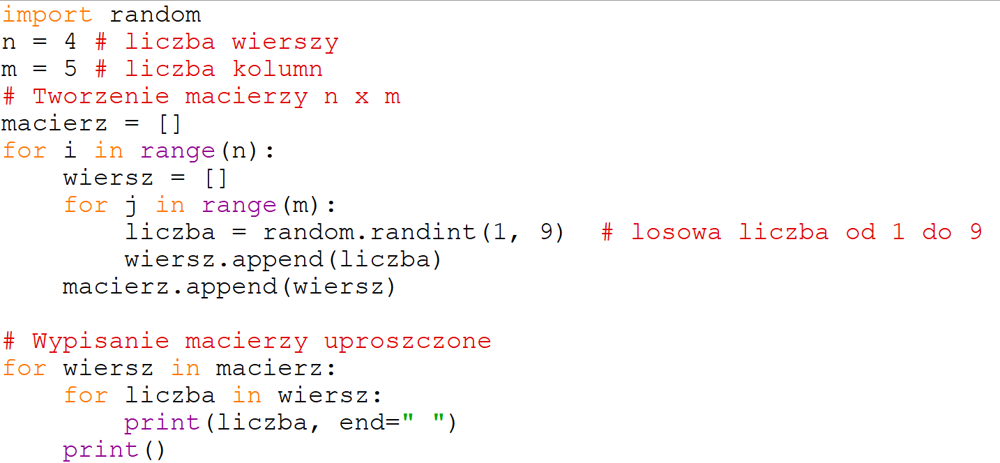 import random
n = 4 # liczba wierszy
m = 5 # liczba kolumn
# Tworzenie macierzy n x m
macierz = []
for i in range(n):
    wiersz = []
    for j in range(m):
        liczba = random.randint(1, 9)  # losowa liczba od 1 do 9
        wiersz.append(liczba)
    macierz.append(wiersz)

# Wypisanie macierzy uproszczone
for wiersz in macierz:
    for liczba in wiersz:
        print(liczba, end=" ")
    print()